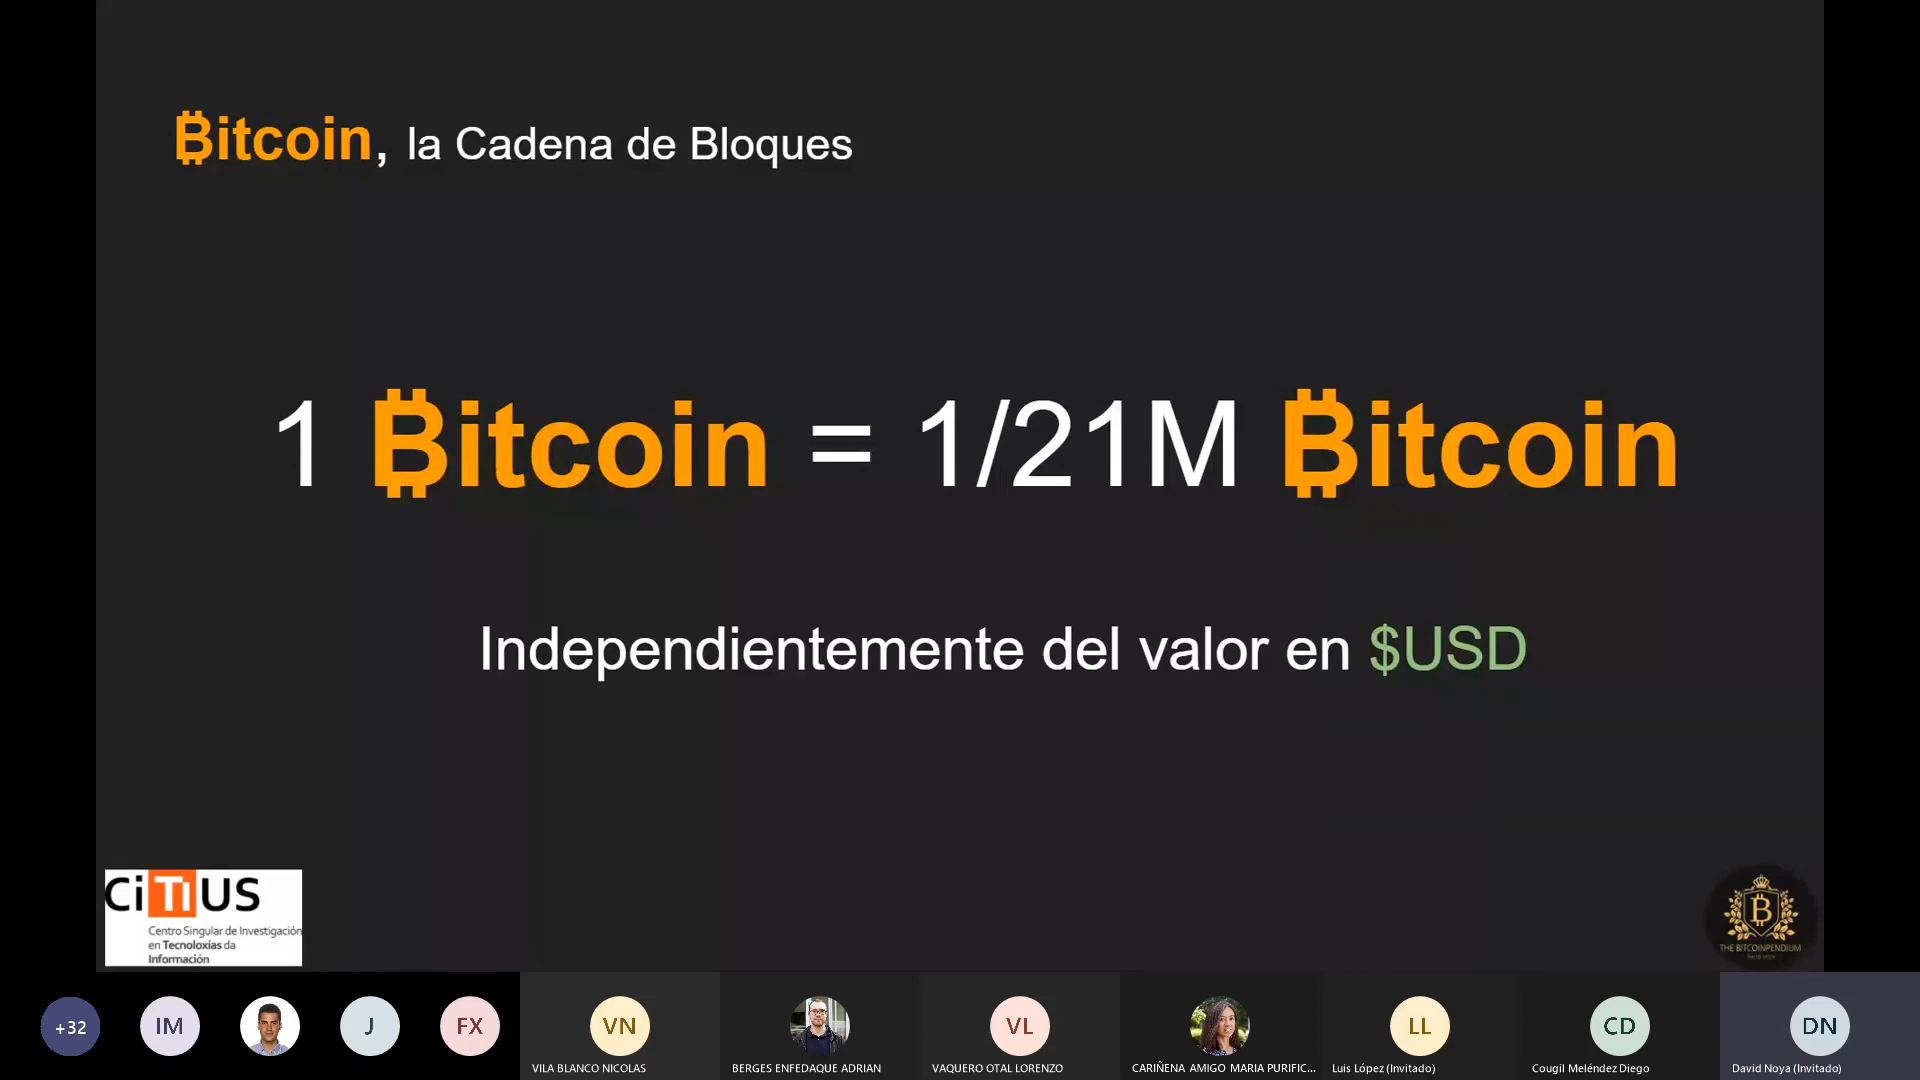 ₿itcoin, la Cadena de Bloques
1 ₿itcoin = 1/21M ₿itcoin
Independientemente del valor en $USD
CiTIUS
Centro Singular de Investigación
en Tecnoloxías da
Información
B
THE BITCOINPENDIUM
+32
IM
J
FX
VN
VL
LL
CD
DN
VILA BLANCO NICOLAS
BERGES ENFEDAQUE ADRIAN
VAQUERO OTAL LORENZO
CARIÑENA AMIGO MARIA PURIFIC...
Luis López (Invitado)
Cougil Meléndez Diego
David Noya (Invitado)